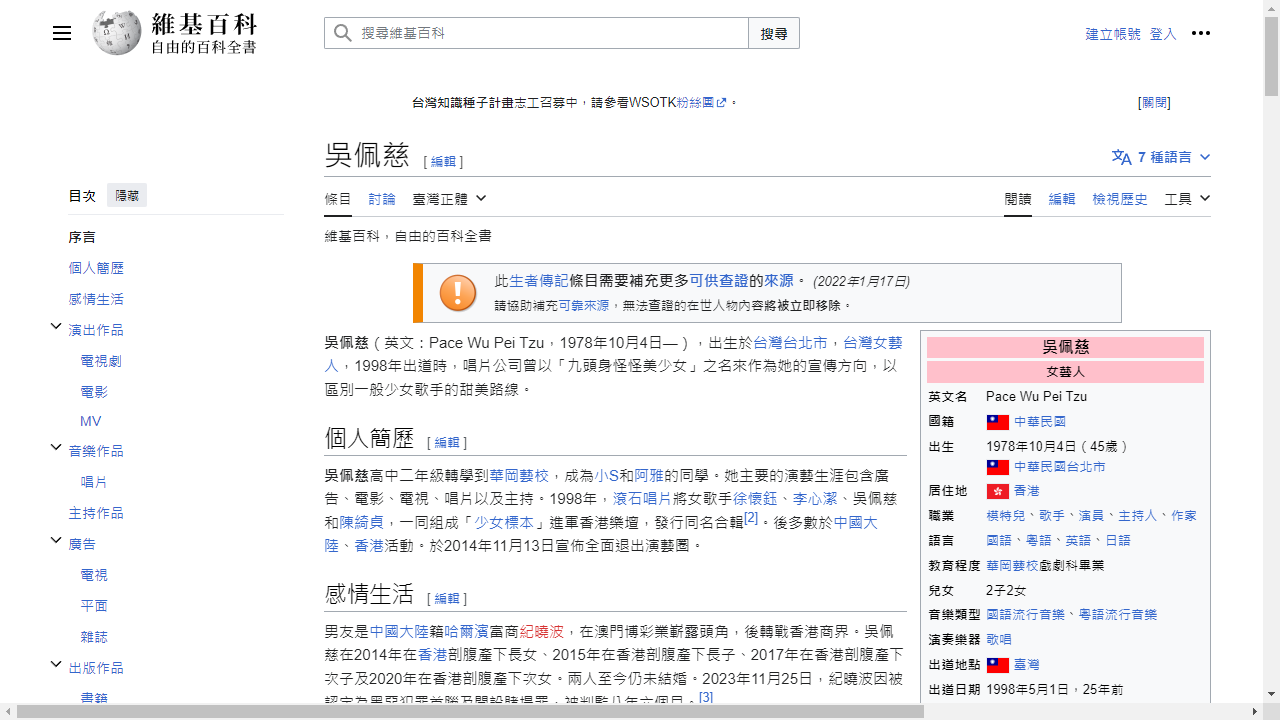 維基百科
自由的百科全書
搜尋維基百科
搜尋
建立帳號 登入
台灣知識種子計畫志工召募中，請參看WSOTK粉絲團。
[關閉]
吳佩慈 [ 編輯 ]
7 種語言
目次 隱藏
序言
個人簡歷
感情生活
演出作品
電視劇
電影
MV
音樂作品
唱片
主持作品
廣告
電視
平面
雜誌
出版作品
書籍
條目 討論 臺灣正體
閱讀 編輯 檢視歷史 工具
維基百科，自由的百科全書
此生者傳記條目需要補充更多可供查證的來源。 (2022年1月17日)
請協助補充可靠來源，無法查證的在世人物內容將被立即移除。
吳佩慈（英文：Pace Wu Pei Tzu，1978年10月4日—），出生於台灣台北市，台灣女藝
人，1998年出道時，唱片公司曾以「九頭身怪怪美少女」之名來作為她的宣傳方向，以
區別一般少女歌手的甜美路線。
個人簡歷 [ 編輯 ]
吳佩慈高中二年級轉學到華岡藝校，成為小S和阿雅的同學。她主要的演藝生涯包含廣
告、電影、電視、唱片以及主持。1998年，滾石唱片將女歌手徐懷鈺、李心潔、吳佩慈
和陳綺貞，一同組成「少女標本」進軍香港樂壇，發行同名合輯[2]。後多數於中國大
陸、香港活動。於2014年11月13日宣佈全面退出演藝圈。
感情生活 [ 編輯 ]
男友是中國大陸籍哈爾濱富商紀曉波，在澳門博彩業嶄露頭角，後轉戰香港商界。吳佩
慈在2014年在香港剖腹產下長女、2015年在香港剖腹產下長子、2017年在香港剖腹產下
次子及2020年在香港剖腹產下次女。兩人至今仍未結婚。2023年11月25日，紀曉波因被
認定為黑惡犯罪首腦及開設賭場罪，被判監八年六個月。[3]
吳佩慈
女藝人
英文名 Pace Wu Pei Tzu
國籍 中華民國
出生 1978年10月4日（45歲）
中華民國台北市
居住地 香港
職業 模特兒、歌手、演員、主持人、作家
語言 國語、粵語、英語、日語
教育程度 華岡藝校戲劇科畢業
兒女 2子2女
音樂類型 國語流行音樂、粵語流行音樂
演奏樂器 歌唱
出道地點 臺灣
出道日期 1998年5月1日，25年前